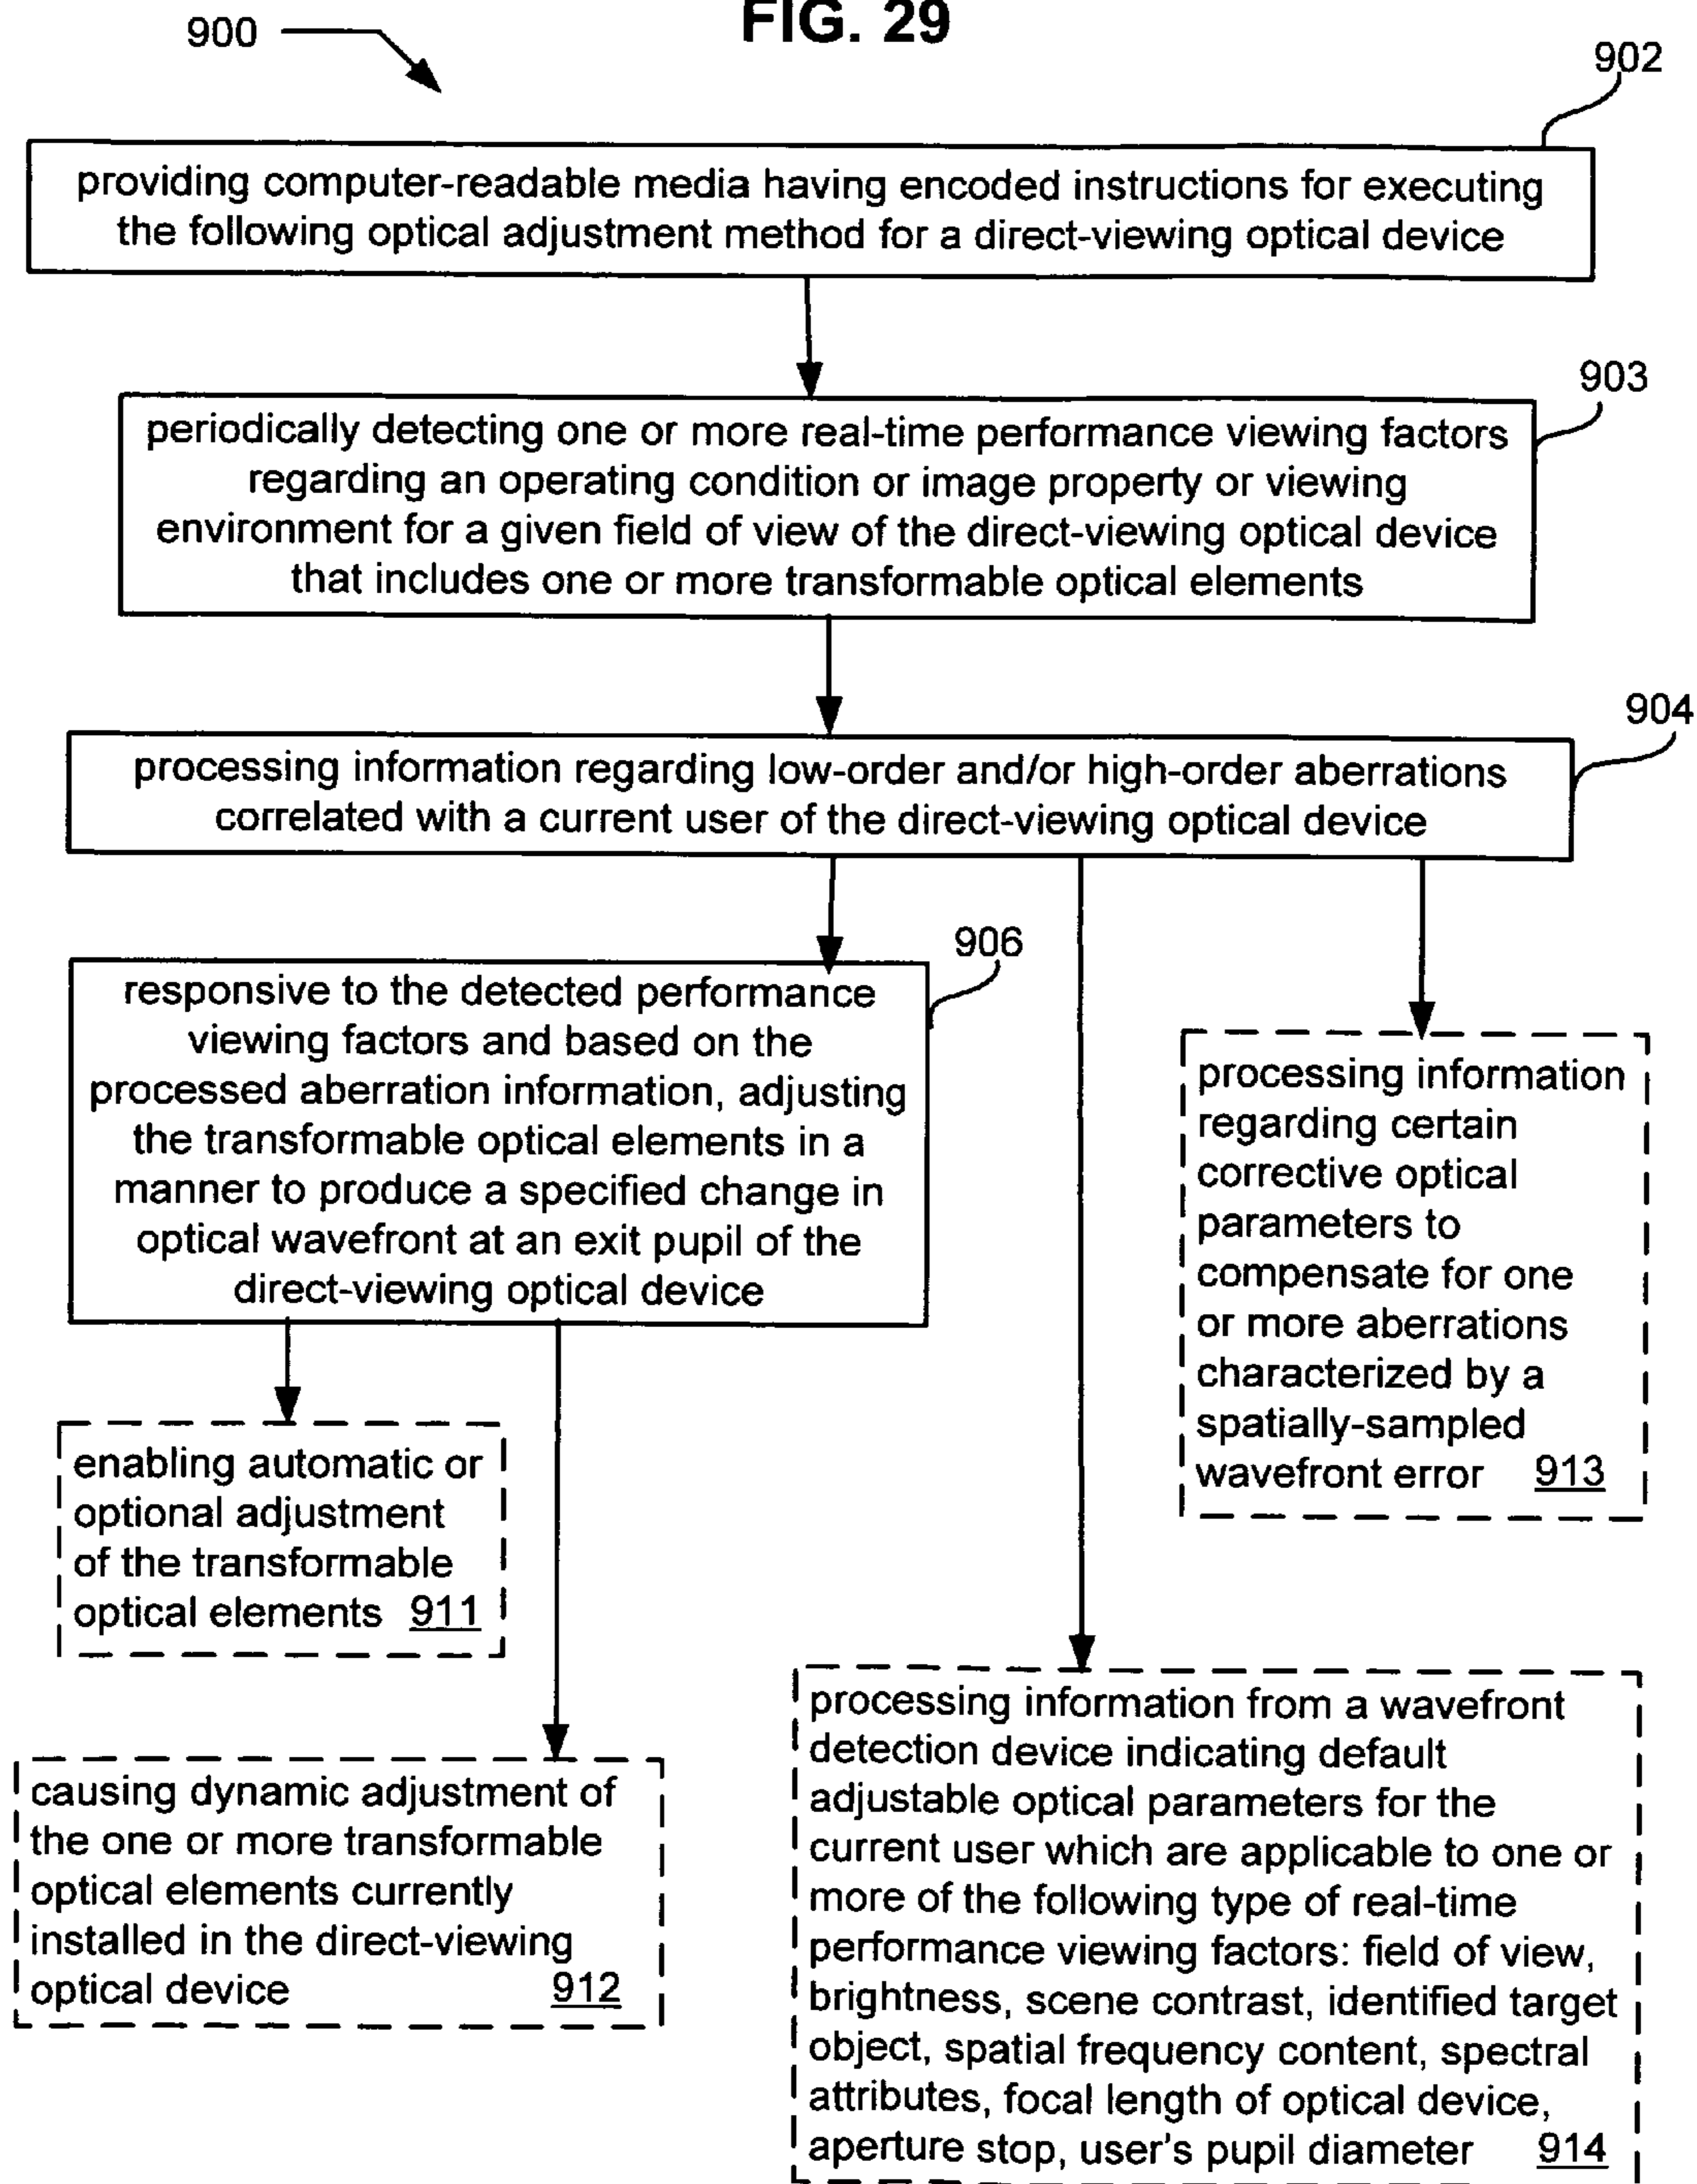 FIG. 29
900
902
providing computer-readable media having encoded instructions for executing
the following optical adjustment method for a direct-viewing optical device
903
periodically detecting one or more real-time performance viewing factors
regarding an operating condition or image property or viewing
environment for a given field of view of the direct-viewing optical device
that includes one or more transformable optical elements
904
processing information regarding low-order and/or high-order aberrations
correlated with a current user of the direct-viewing optical device
906
responsive to the detected performance
viewing factors and based on the
processed aberration information, adjusting
the transformable optical elements in a
manner to produce a specified change in
optical wavefront at an exit pupil of the
direct-viewing optical device
processing information
regarding certain
corrective optical
parameters to
compensate for one
or more aberrations
characterized by a
spatially-sampled
wavefront error 913
enabling automatic or
optional adjustment
of the transformable
optical elements 911
causing dynamic adjustment of
the one or more transformable
optical elements currently
installed in the direct-viewing
optical device 912
processing information from a wavefront
detection device indicating default
adjustable optical parameters for the
current user which are applicable to one or
more of the following type of real-time
performance viewing factors: field of view,
brightness, scene contrast, identified target
object, spatial frequency content, spectral
attributes, focal length of optical device,
aperture stop, user's pupil diameter 914